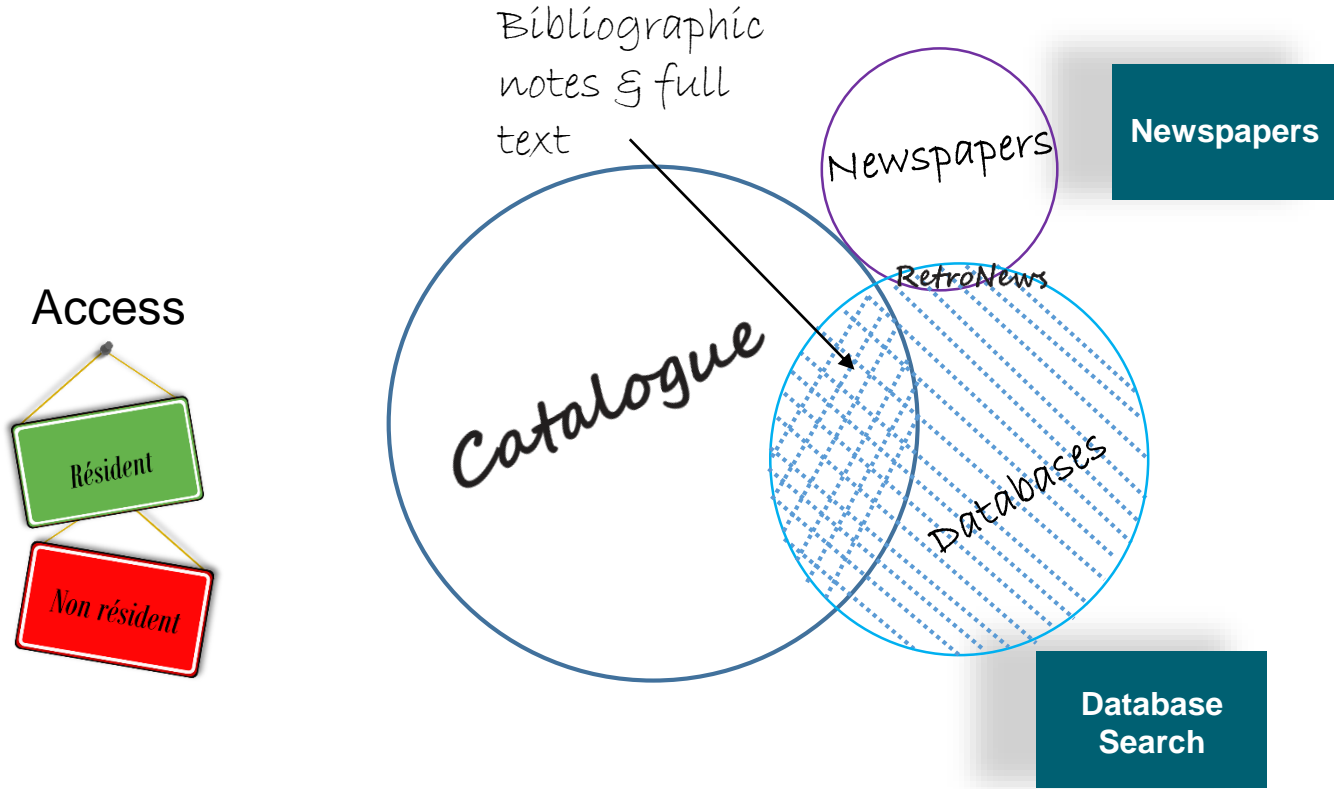 Bibliographic
notes & full
text
Newspapers
Newspapers
RetroNews
Access
Catalogue
Résident
Databases
Non résident
Database
Search